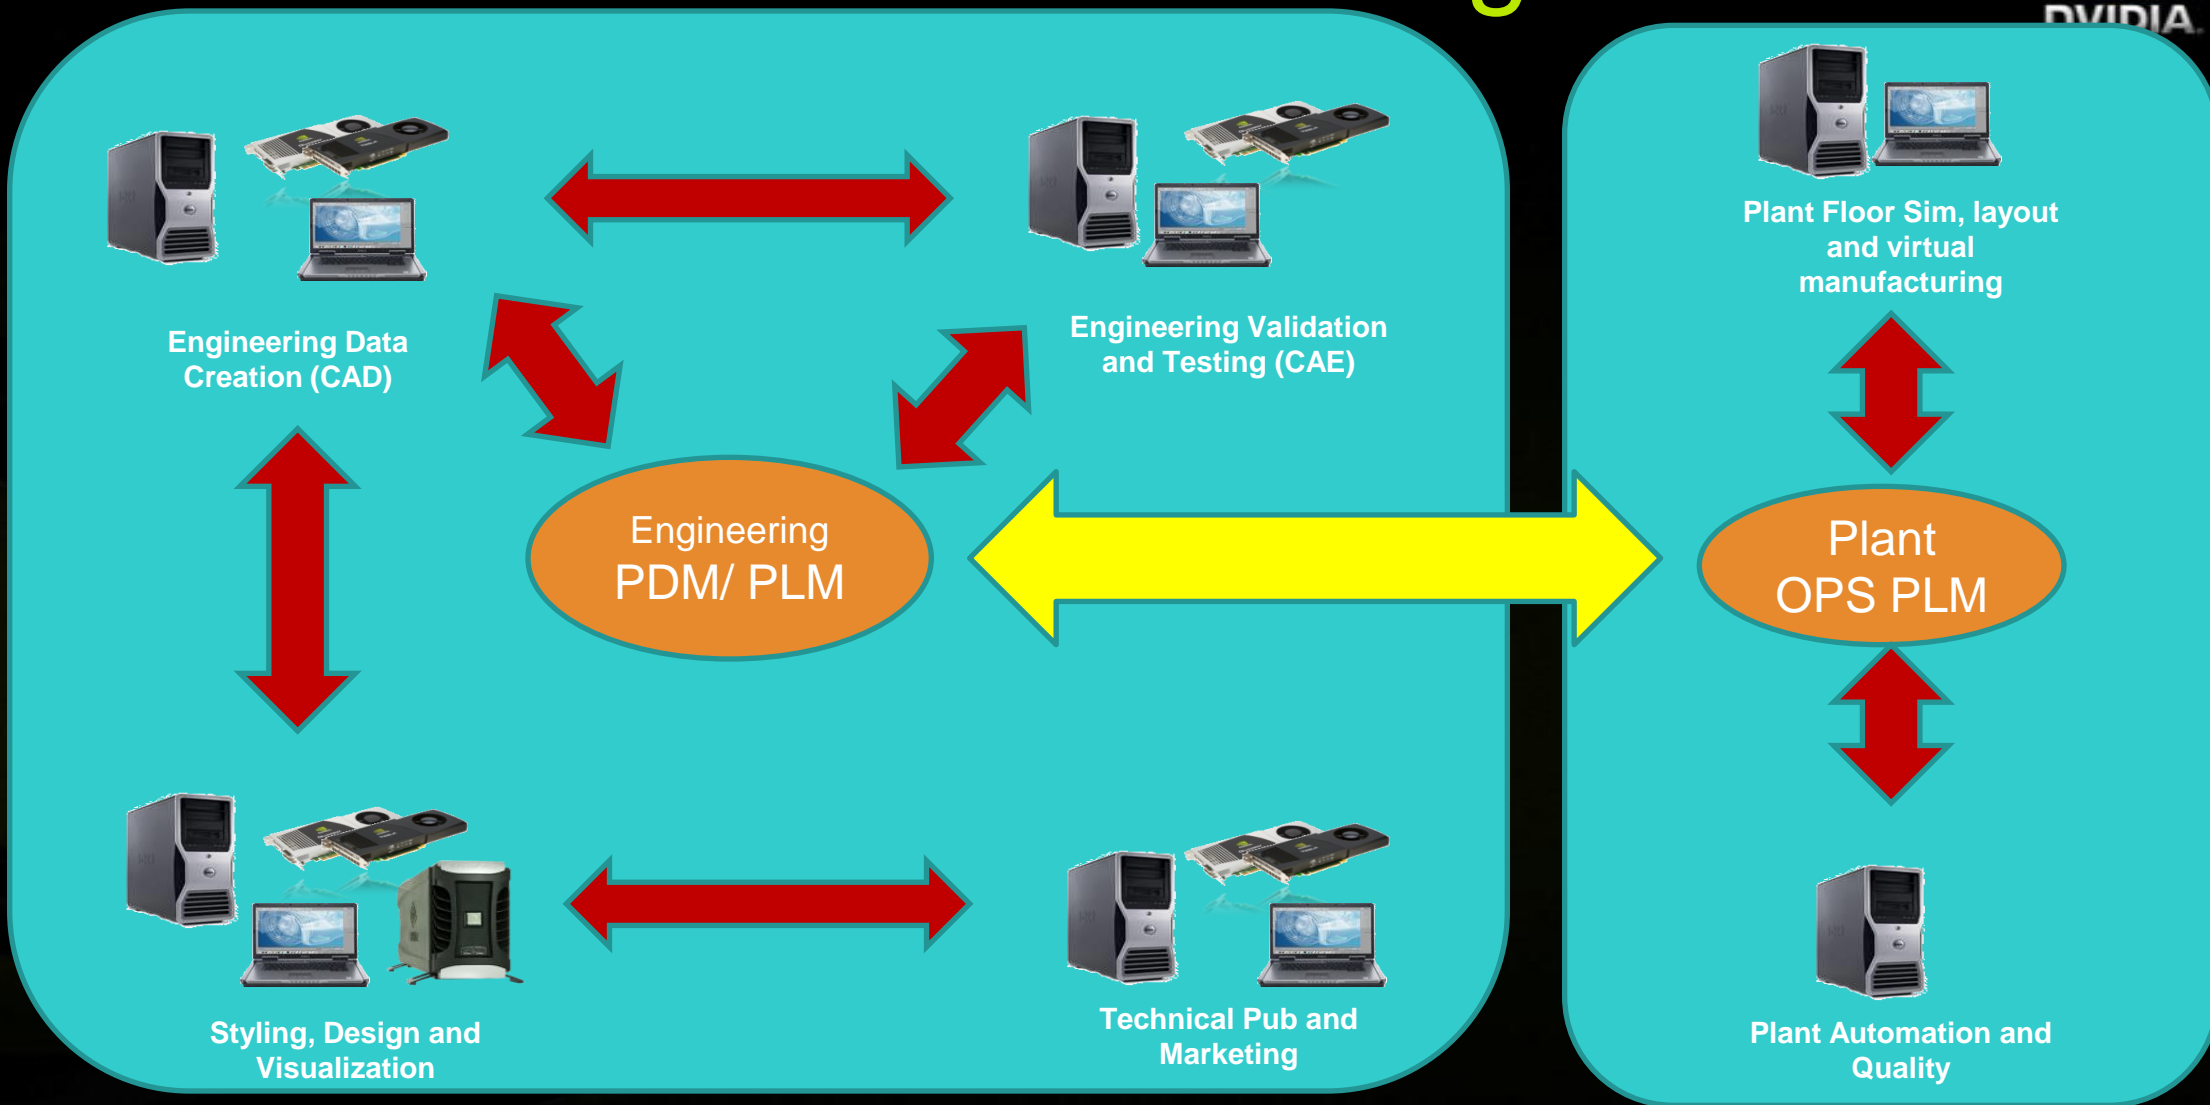 NVIDIA.
Engineering Data
Creation (CAD)
Engineering Validation
and Testing (CAE)
Engineering
PDM/ PLM
Styling, Design and
Visualization
Technical Pub and
Marketing
Plant Floor Sim, layout
and virtual
manufacturing
Plant
OPS PLM
Plant Automation and
Quality